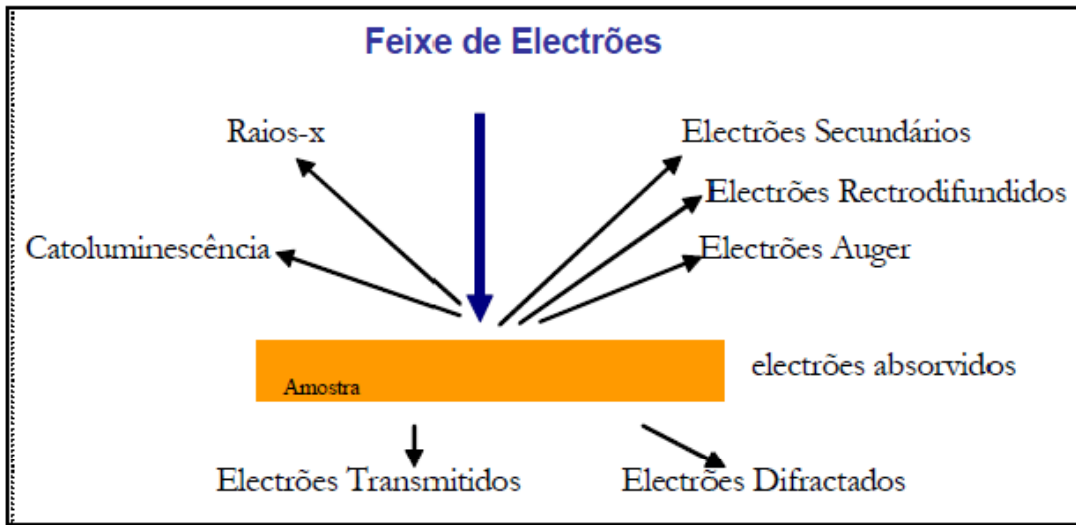 Feixe de Electrões
Raios-x
Electrões Secundários
Electrões Rectrodifundidos
Catoluminescência
Electrões Auger
electrões absorvidos
Amostra
Electrões Transmitidos
Electrões Difractados